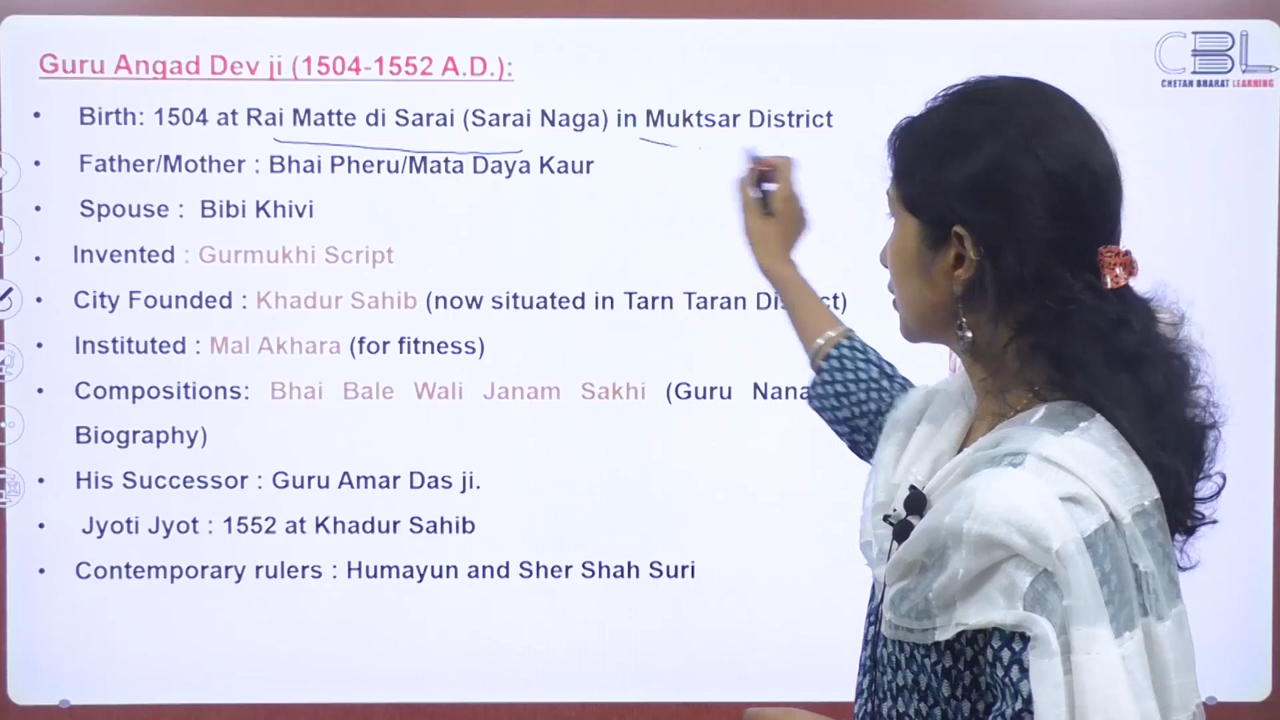 Guru Angad Dev ji (1504-1552 A.D.):
• Birth: 1504 at Rai Matte di Sarai (Sarai Naga) in Muktsar District
• Father/Mother : Bhai Pheru/Mata Daya Kaur
• Spouse : Bibi Khivi
• Invented : Gurmukhi Script
• City Founded : Khadur Sahib (now situated in Tarn Taran
• Instituted : Mal Akhara (for fitness)
• Compositions: Bhai Bale Wali Janam Sakhi (Guru
Biography)
• His Successor : Guru Amar Das ji.
• Jyoti Jyot : 1552 at Khadur Sahib
• Contemporary rulers : Humayun and Sher Shah Suri
CBL
CHETAN BHARAT LEARNING